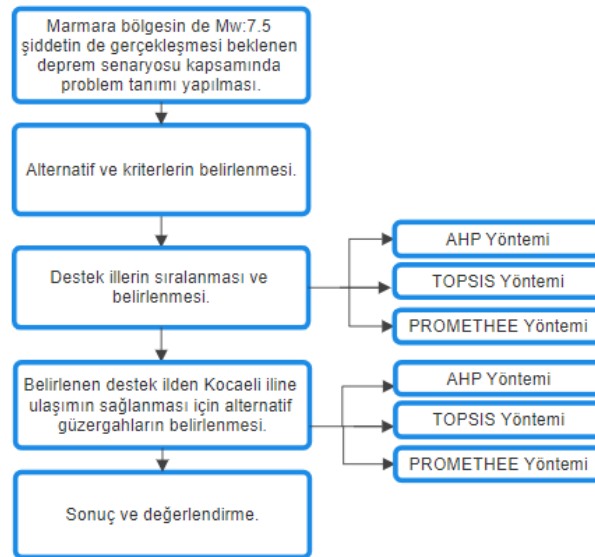 Marmara bölgesin de Mw:7.5
şiddetin de gerçekleşmesi beklenen
deprem senaryosu kapsamında
problem tanımı yapılması.
Alternatif ve kriterlerin belirlenmesi.
Destek illerin sıralanması ve
belirlenmesi.
AHP Yöntemi
TOPSIS Yöntemi
PROMETHEE Yöntemi
Belirlenen destek ilden Kocaeli iline
ulaşımın sağlanması için alternatif
güzergahların belirlenmesi.
AHP Yöntemi
TOPSIS Yöntemi
PROMETHEE Yöntemi
Sonuç ve değerlendirme.